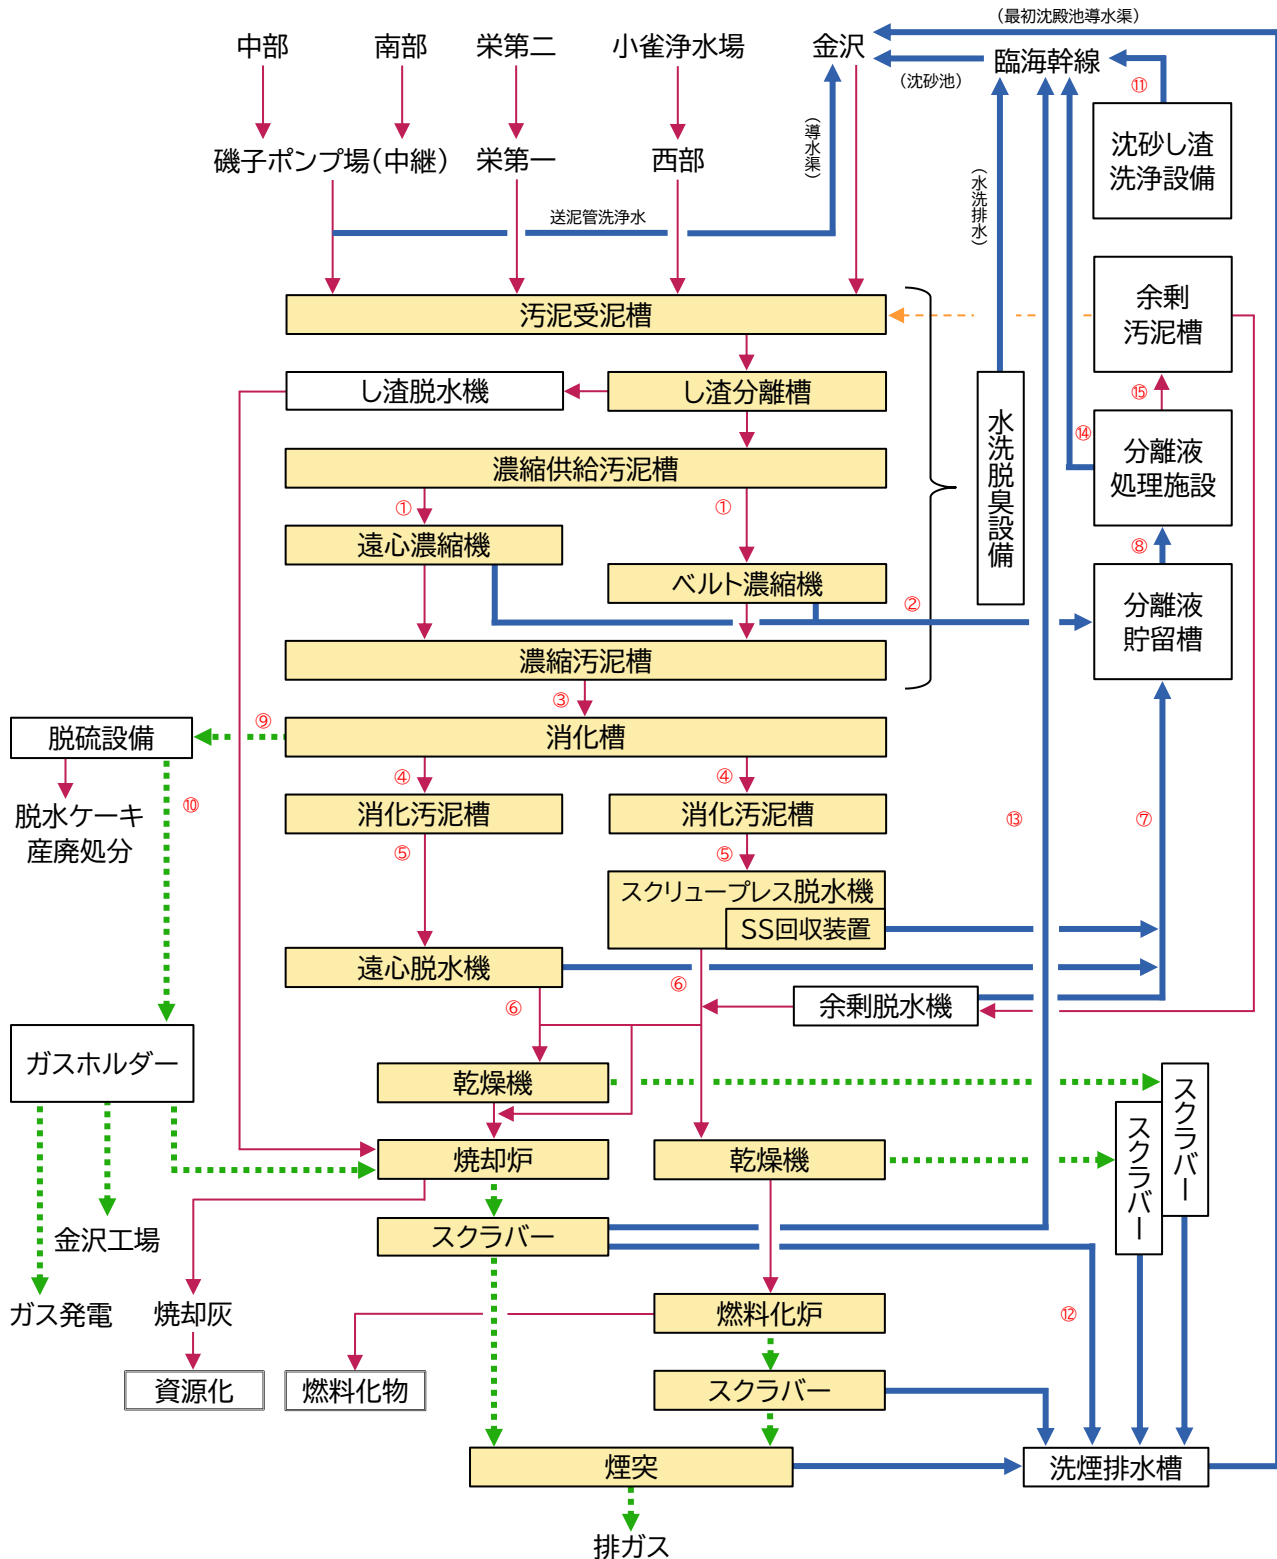 （最初沈殿池導水渠）
中部
南部
栄第二
小雀浄水場
金沢
臨海幹線
（沈砂池）
⑪
（導水渠）
沈砂し渣
洗浄設備
磯子ポンプ場（中継）
栄第一
西部
（水洗排水）
送泥管洗浄水
汚泥受泥槽
余剰
汚泥槽
し渣脱水機
し渣分離槽
⑮
水洗脱臭設備
⑭
分離液
処理施設
濃縮供給汚泥槽
①
①
遠心濃縮機
⑧
ベルト濃縮機
②
分離液
貯留槽
濃縮汚泥槽
③
⑨
脱硫設備
消化槽
④
④
⑩
脱水ケーキ
産廃処分
消化汚泥槽
消化汚泥槽
⑬
⑦
⑤
⑤
スクリュープレス脱水機
SS回収装置
遠心脱水機
⑥
⑥
余剰脱水機
ガスホルダー
乾燥機
スクラバー
スクラバー
焼却炉
乾燥機
スクラバー
金沢工場
ガス発電
焼却灰
燃料化炉
⑫
資源化
燃料化物
スクラバー
煙突
洗煙排水槽
排ガス